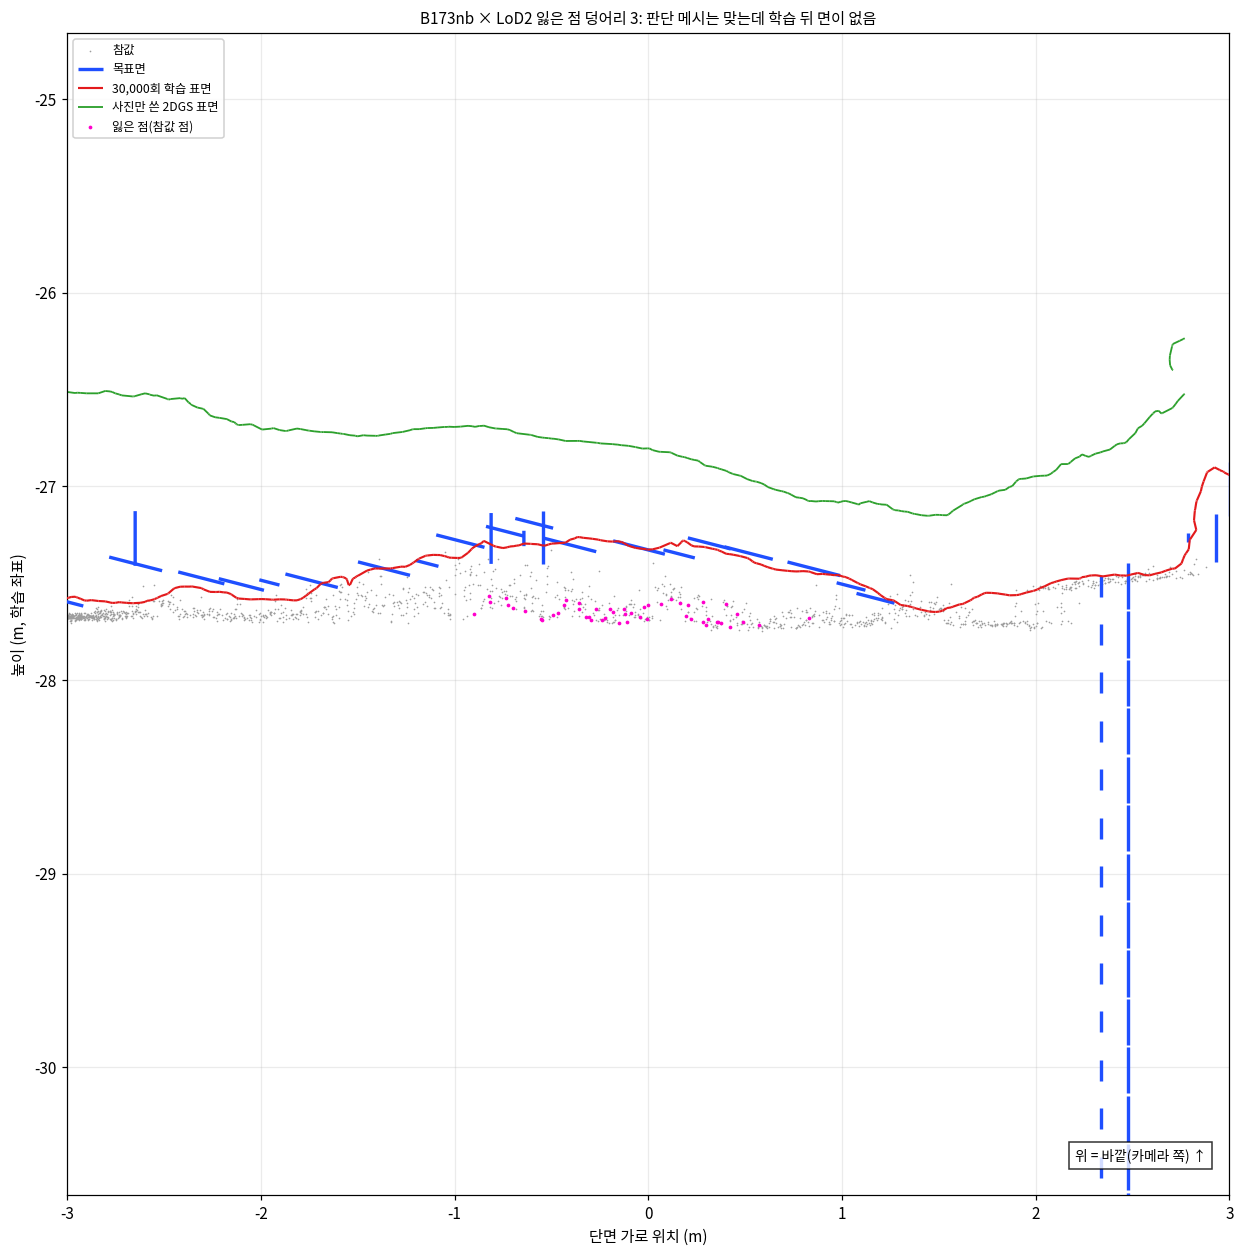 B173nb × LoD2 잃은 점 덩어리 3: 판단 메시는 맞는데 학습 뒤 면이 없음
참값
목표면
30,000회 학습 표면
사진만 쓴 2DGS 표면
잃은 점(참값 점)
높이 (m, 학습 좌표)
-25
-26
-27
-28
-29
-30
위 = 바깥(카메라 쪽) ↑
-3
-2
-1
0
1
2
3
단면 가로 위치 (m)